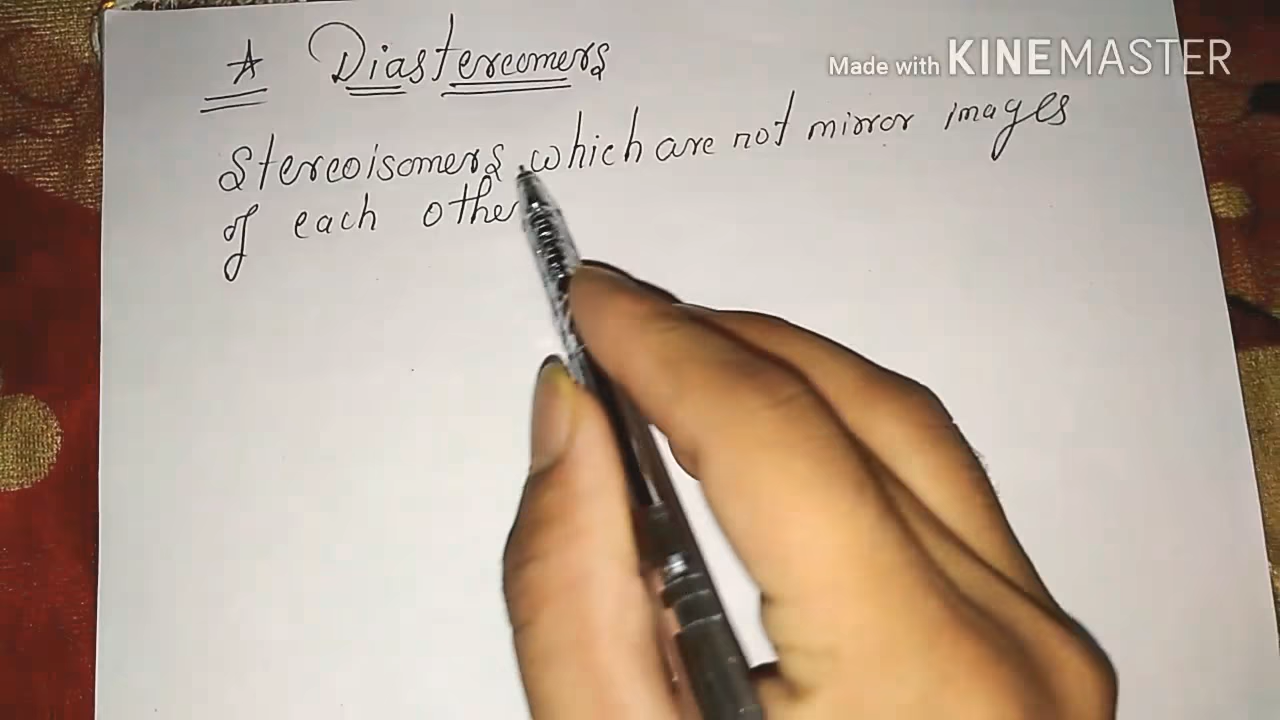 Made with KINEMASTER
☆ Diastereomers
Stereoisomers which are not mirror images
of each other